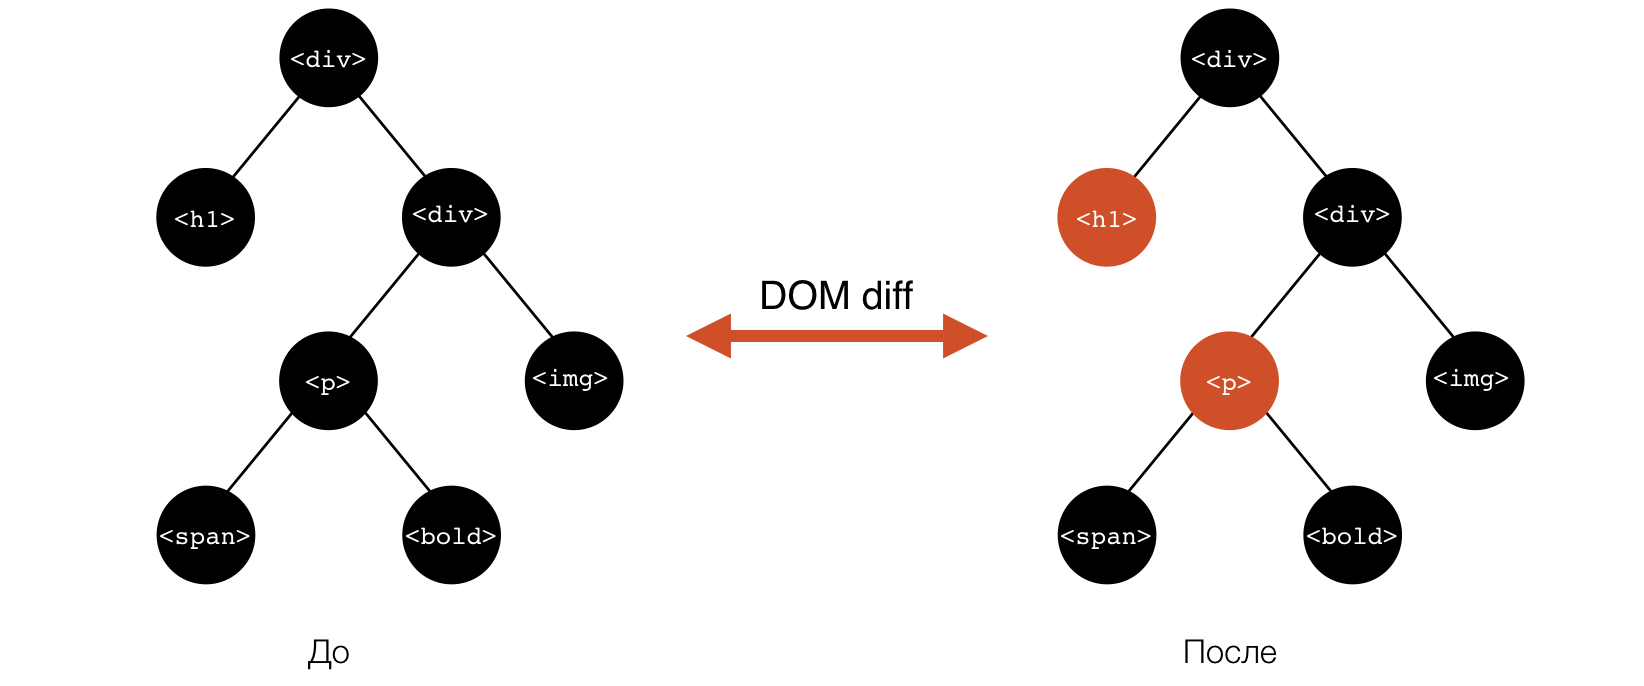 <div>
<h1>
<div>
<p>
<img>
<span>
<bold>
До
DOM diff
<div>
<h1>
<div>
<p>
<img>
<span>
<bold>
После